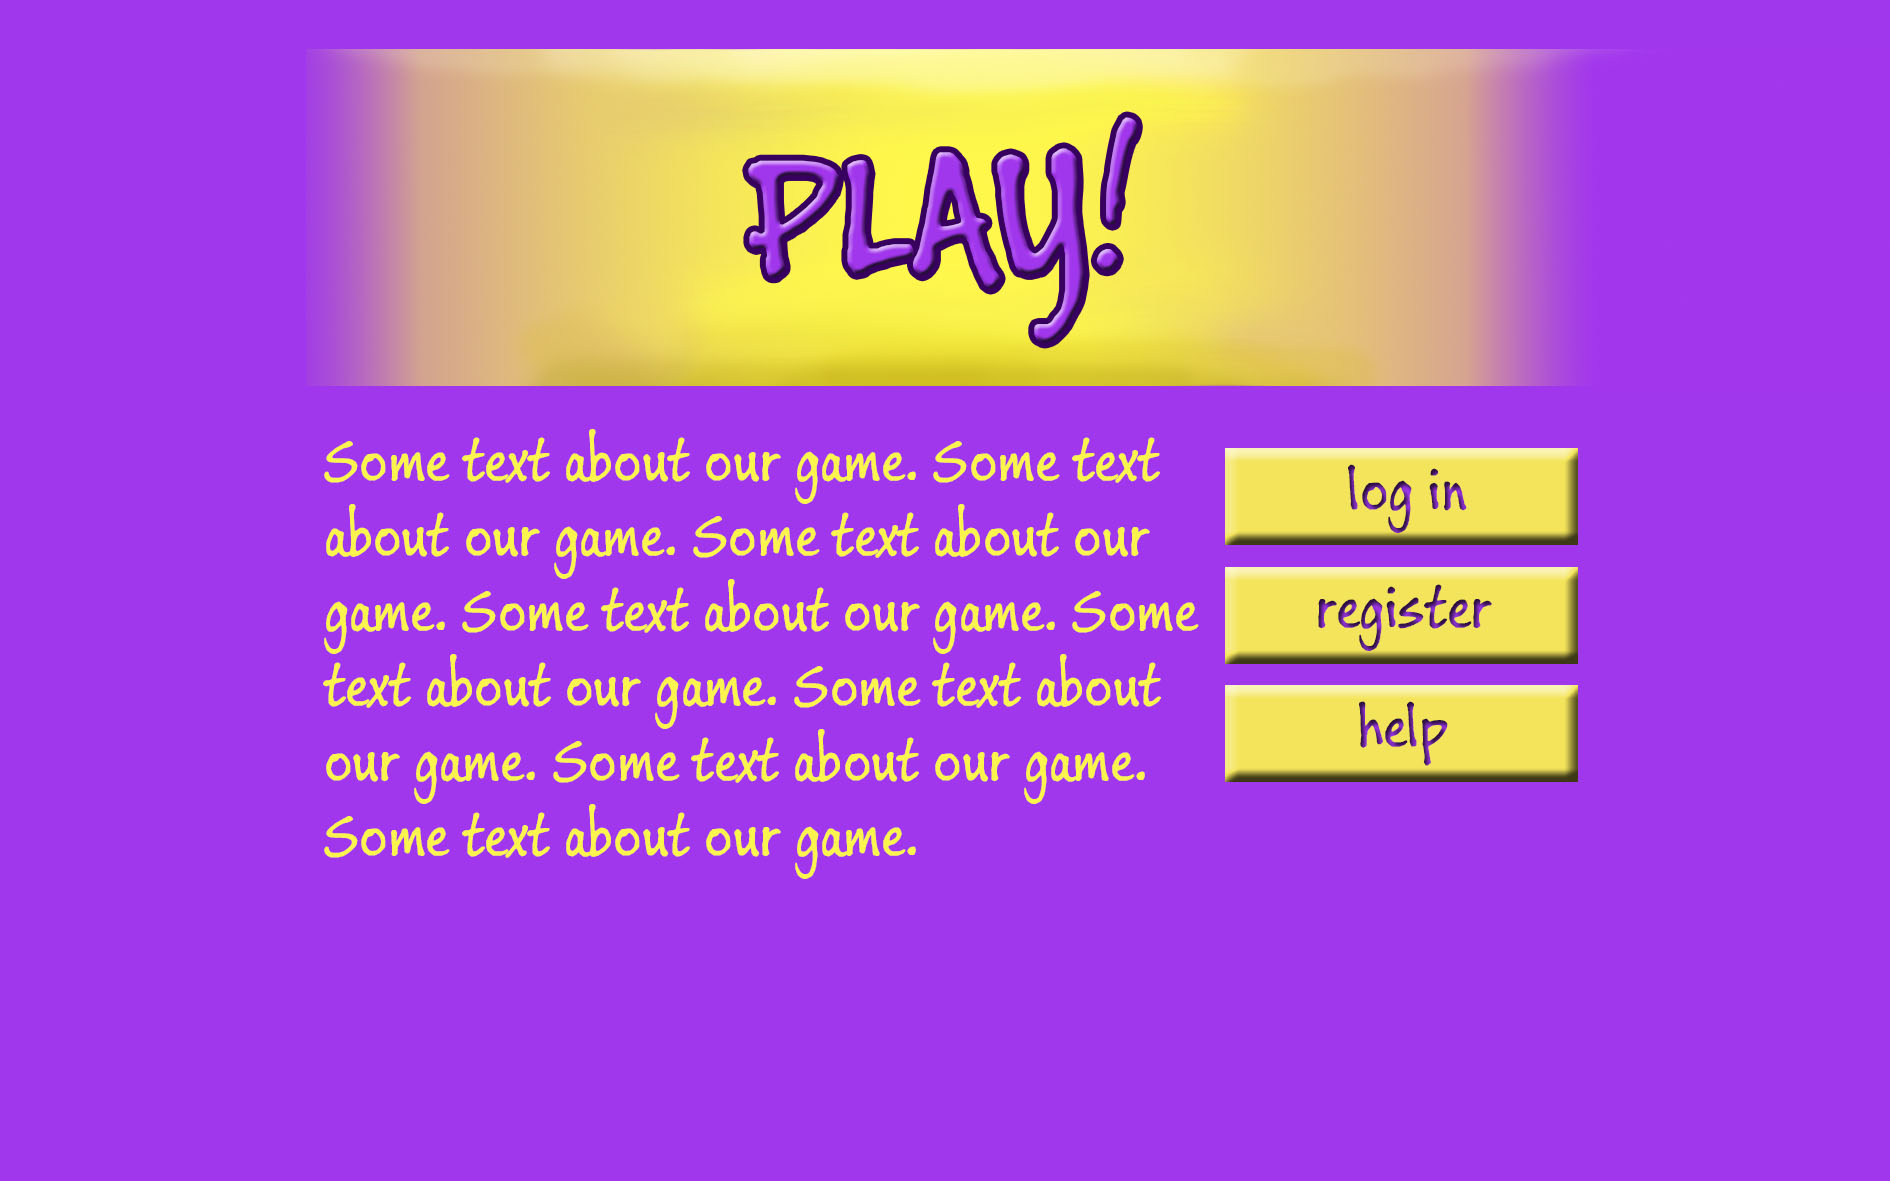 PLAY!
Some text about our game. Some text
about our game. Some text about our
game. Some text about our game. Some
text about our game. Some text about
our game. Some text about our game.
Some text about our game.
log in
register
help